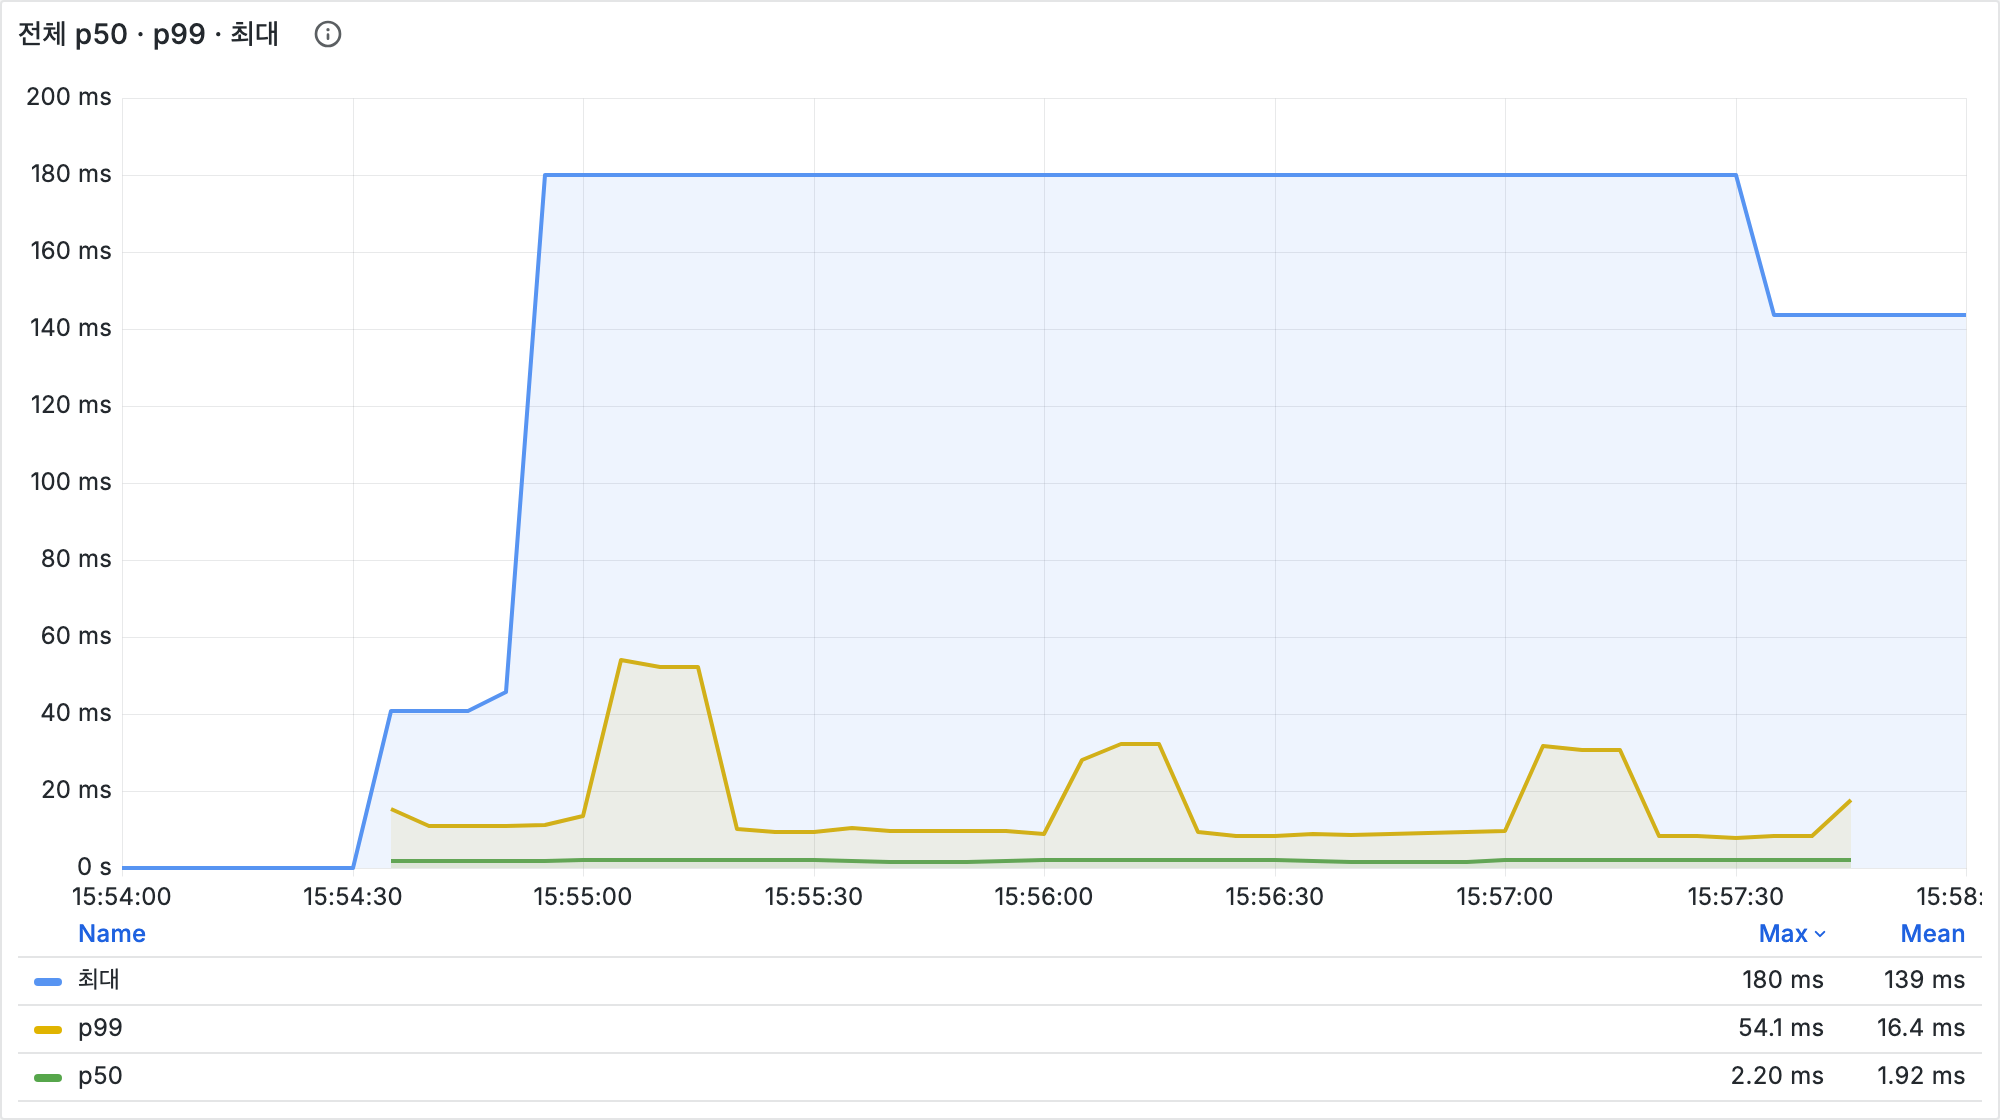 전체 p50 · p99 · 최대
200 ms
180 ms
160 ms
140 ms
120 ms
100 ms
80 ms
60 ms
40 ms
20 ms
0 s
15:54:00 15:54:30 15:55:00 15:55:30 15:56:00 15:56:30 15:57:00 15:57:30 15:58:
Name Max Mean
최대 180 ms 139 ms
p99 54.1 ms 16.4 ms
p50 2.20 ms 1.92 ms